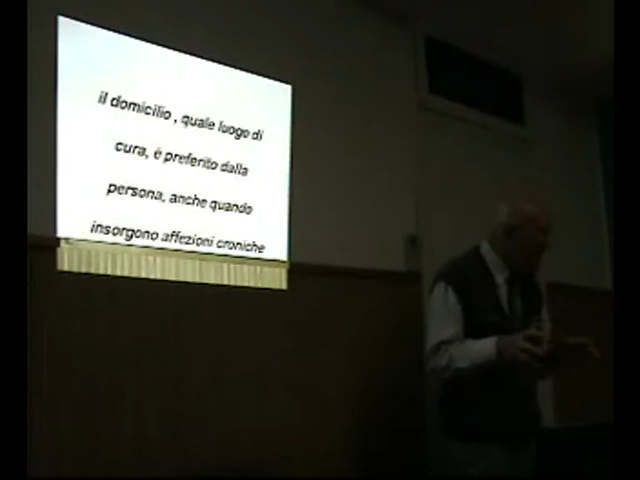 il domicilio , quale luogo di
cura, é preferito dalla
persona, anche quando
insorgono affezioni croniche